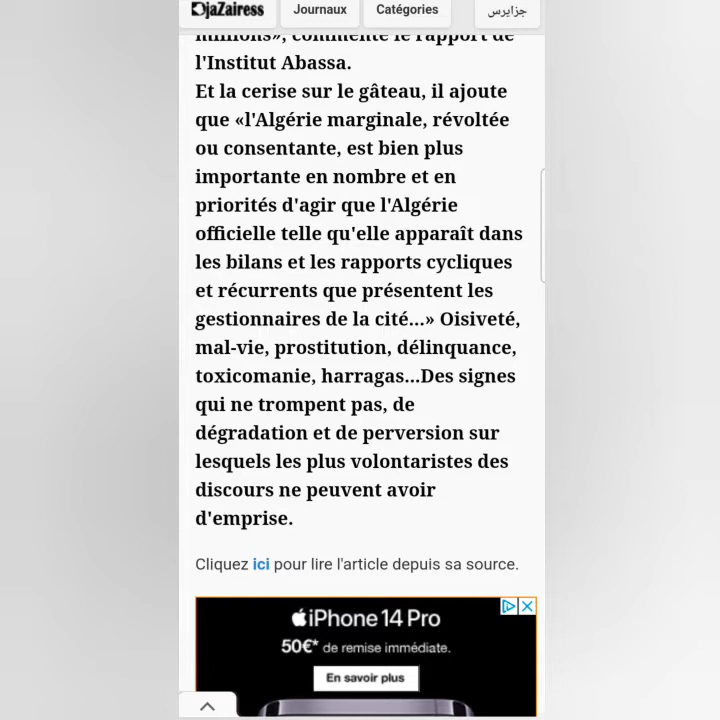 DjaZairess
Journaux
Catégories
جزايرس
millions», commente le rapport de
l'Institut Abassa.
Et la cerise sur le gâteau, il ajoute
que «l'Algérie marginale, révoltée
ou consentante, est bien plus
importante en nombre et en
priorités d'agir que l'Algérie
officielle telle qu'elle apparaît dans
les bilans et les rapports cycliques
et récurrents que présentent les
gestionnaires de la cité...» Oisiveté,
mal-vie, prostitution, délinquance,
toxicomanie, harragas...Des signes
qui ne trompent pas, de
dégradation et de perversion sur
lesquels les plus volontaristes des
discours ne peuvent avoir
d'emprise.
Cliquez ici pour lire l'article depuis sa source.
iPhone 14 Pro
50€* de remise immédiate.
En savoir plus